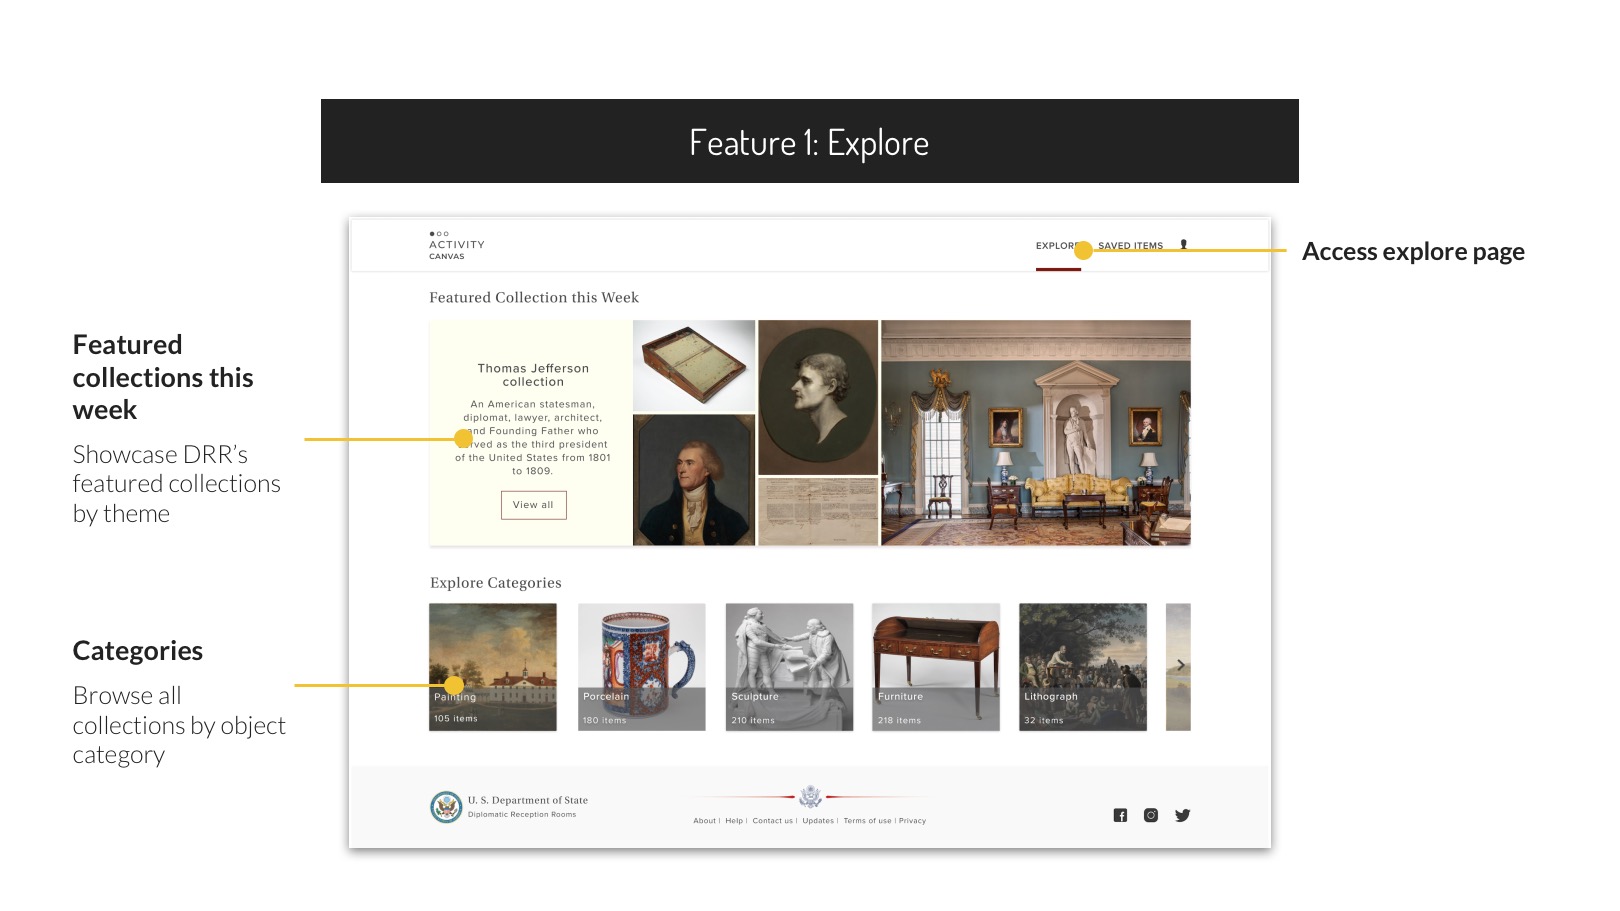 Feature 1: Explore
ACTIVITY
CANVAS
EXPLORE SAVED ITEMS
Access explore page
Featured Collection this Week
Featured
collections this
week
Showcase DRR’s
featured collections
by theme
Thomas Jefferson
collection
An American statesman,
diplomat, lawyer, architect,
and Founding Father who
served as the third president
of the United States from 1801
to 1809.
View all
Explore Categories
Categories
Browse all
collections by object
category
Painting
105 items
Porcelain
180 items
Sculpture
210 items
Furniture
218 items
Lithograph
32 items
U. S. Department of State
Diplomatic Reception Rooms
About | Help | Contact us | Updates | Terms of use | Privacy